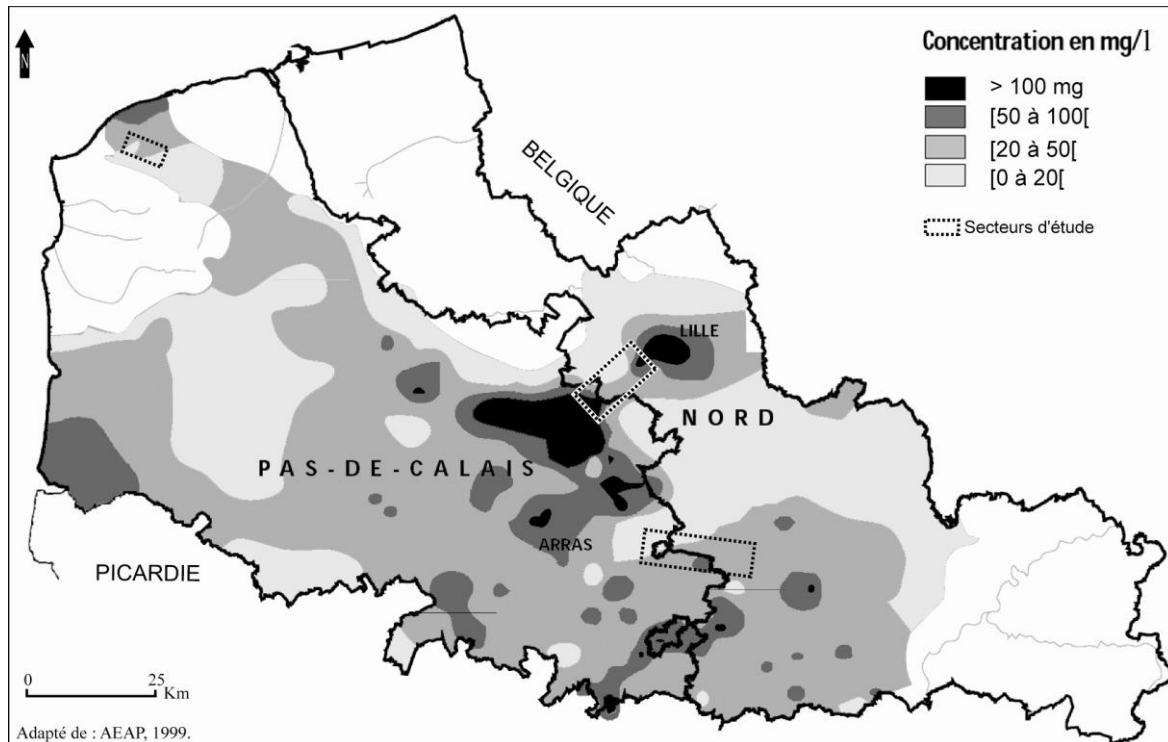 N
Concentration en mg/l
> 100 mg
[50 à 100[
[20 à 50[
[0 à 20[
Secteurs d'étude
BELGIQUE
LILLE
NORD
PAS-DE-CALAIS
ARRAS
PICARDIE
0 25
Km
Adapté de : AEAP, 1999.